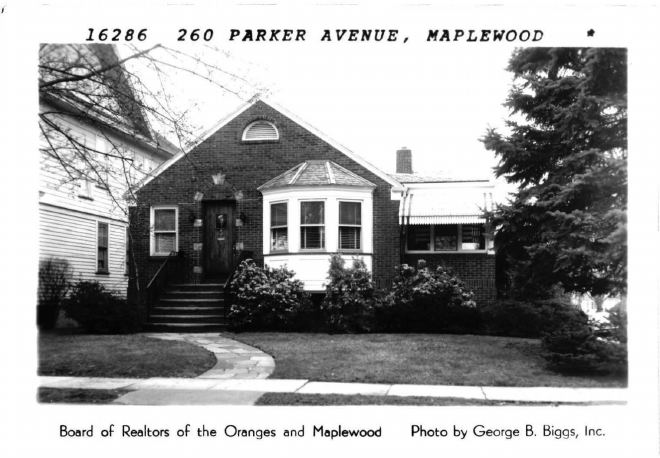 16286 260 PARKER AVENUE, MAPLEWOOD *
Board of Realtors of the Oranges and Maplewood Photo by George B. Biggs, Inc.